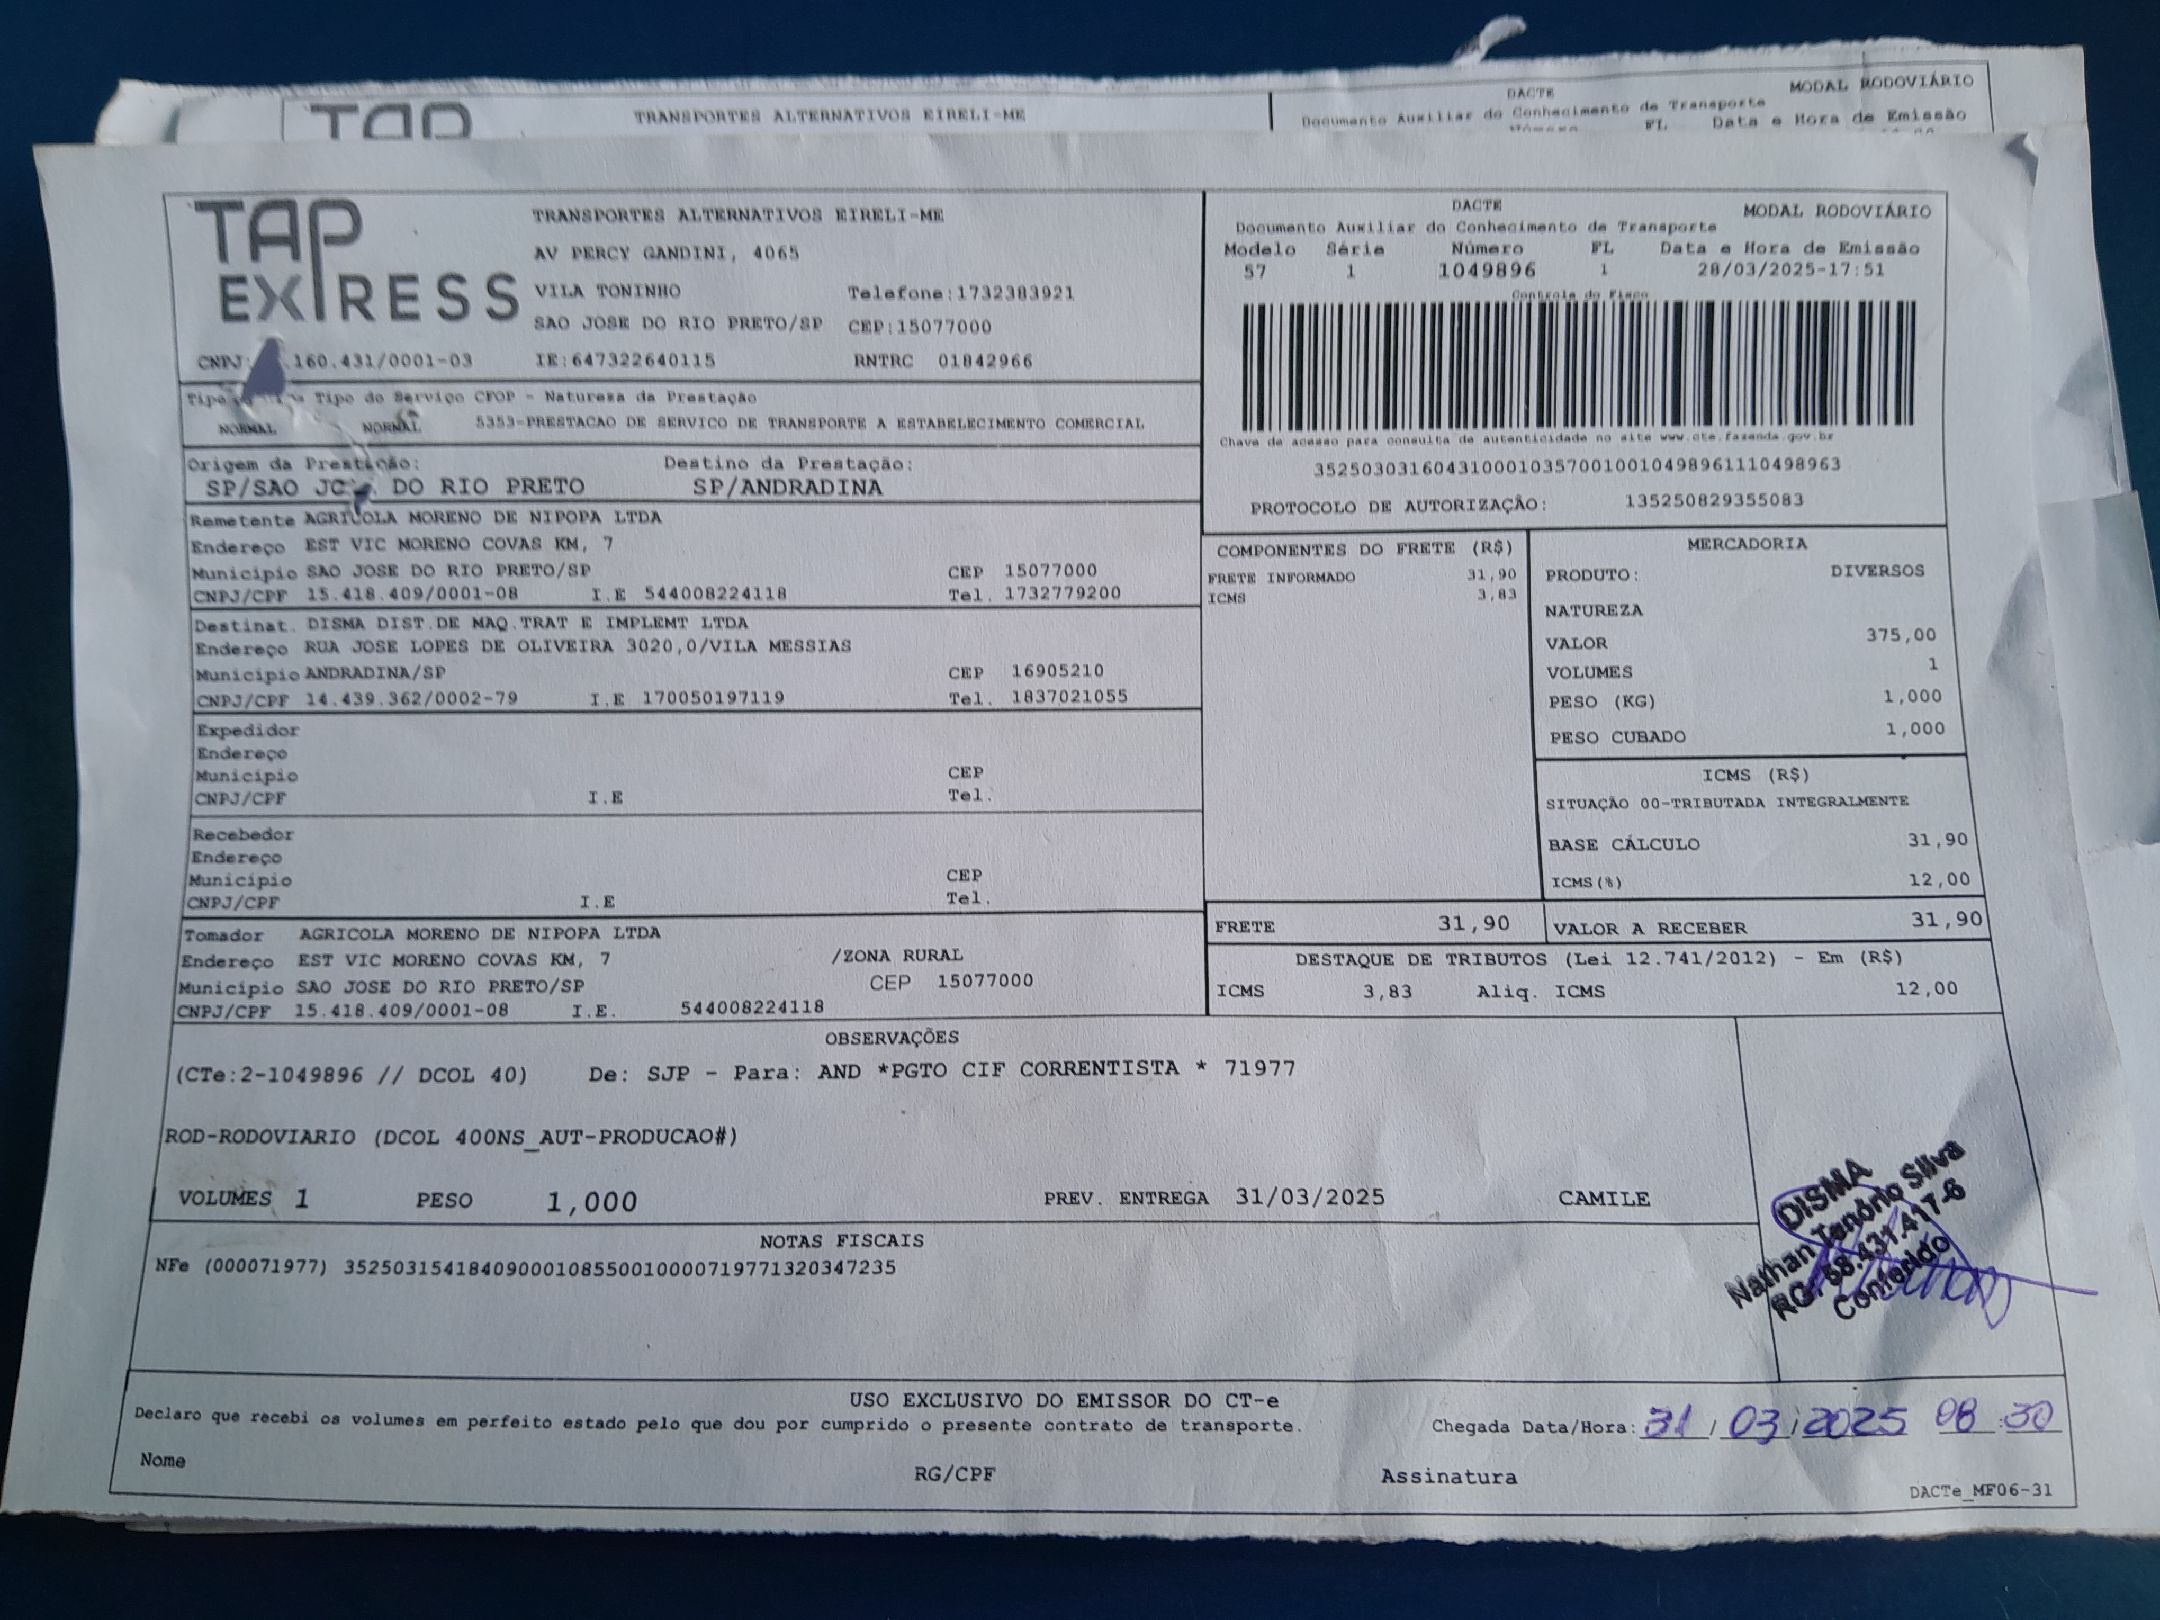 TAP
TRANSPORTES ALTERNATIVOS EIRELI-ME
DACTE
MODAL RODOVIÁRIO
Documento Auxiliar do Conhecimento de Transporte
FL Data e Hora de Emissão
TAP EXPRESS
TRANSPORTES ALTERNATIVOS EIRELI-ME
AV PERCY GANDINI, 4065
VILA TONINHO Telefone:1732383921
SAO JOSE DO RIO PRETO/SP CEP:15077000
CNPJ: .160.431/0001-03 IE:647322640115 RNTRC 01842966
DACTE MODAL RODOVIÁRIO
Documento Auxiliar do Conhecimento de Transporte
Modelo Série Número FL Data e Hora de Emissão
57 1 1049896 1 28/03/2025-17:51
Controle do Fisco
Chave de acesso para consulta de autenticidade no site www.cte.fazenda.gov.br
35250303160431000103570010010498961110498963
PROTOCOLO DE AUTORIZAÇÃO: 135250829355083
Tipo Tipo do Serviço CFOP - Natureza da Prestação
NORMAL NORMAL 5353-PRESTACAO DE SERVICO DE TRANSPORTE A ESTABELECIMENTO COMERCIAL
Origem da Prestação: Destino da Prestação:
SP/SAO JO DO RIO PRETO SP/ANDRADINA
Remetente AGRICOLA MORENO DE NIPOPA LTDA
Endereço EST VIC MORENO COVAS KM, 7
Município SAO JOSE DO RIO PRETO/SP CEP 15077000
CNPJ/CPF 15.418.409/0001-08 I.E 544008224118 Tel. 1732779200
Destinat. DISMA DIST.DE MAQ.TRAT E IMPLEMT LTDA
Endereço RUA JOSE LOPES DE OLIVEIRA 3020,0/VILA MESSIAS
Município ANDRADINA/SP CEP 16905210
CNPJ/CPF 14.439.362/0002-79 I.E 170050197119 Tel. 1837021055
Expedidor
Endereço
Município CEP
CNPJ/CPF I.E Tel.
Recebedor
Endereço
Município CEP
CNPJ/CPF I.E Tel.
Tomador AGRICOLA MORENO DE NIPOPA LTDA
Endereço EST VIC MORENO COVAS KM, 7 /ZONA RURAL
Município SAO JOSE DO RIO PRETO/SP CEP 15077000
CNPJ/CPF 15.418.409/0001-08 I.E. 544008224118
COMPONENTES DO FRETE (R$)
FRETE INFORMADO 31,90
ICMS 3,83
MERCADORIA
PRODUTO: DIVERSOS
NATUREZA
VALOR 375,00
VOLUMES 1
PESO (KG) 1,000
PESO CUBADO 1,000
ICMS (R$)
SITUAÇÃO 00-TRIBUTADA INTEGRALMENTE
BASE CÁLCULO 31,90
ICMS(%) 12,00
FRETE 31,90 VALOR A RECEBER 31,90
DESTAQUE DE TRIBUTOS (Lei 12.741/2012) - Em (R$)
ICMS 3,83 Aliq. ICMS 12,00
OBSERVAÇÕES
(CTe:2-1049896 // DCOL 40) De: SJP - Para: AND *PGTO CIF CORRENTISTA * 71977
ROD-RODOVIARIO (DCOL 400NS_AUT-PRODUCAO#)
VOLUMES 1 PESO 1,000 PREV. ENTREGA 31/03/2025 CAMILE
DISMA
Nathan Tenório Silva
RG: 58.431.417-6
Conferido
NOTAS FISCAIS
NFe (000071977) 35250315418409000108550010000719771320347235
USO EXCLUSIVO DO EMISSOR DO CT-e
Declaro que recebi os volumes em perfeito estado pelo que dou por cumprido o presente contrato de transporte. Chegada Data/Hora: 31/03/2025 08:30
Nome RG/CPF Assinatura
DACTe_MF06-31